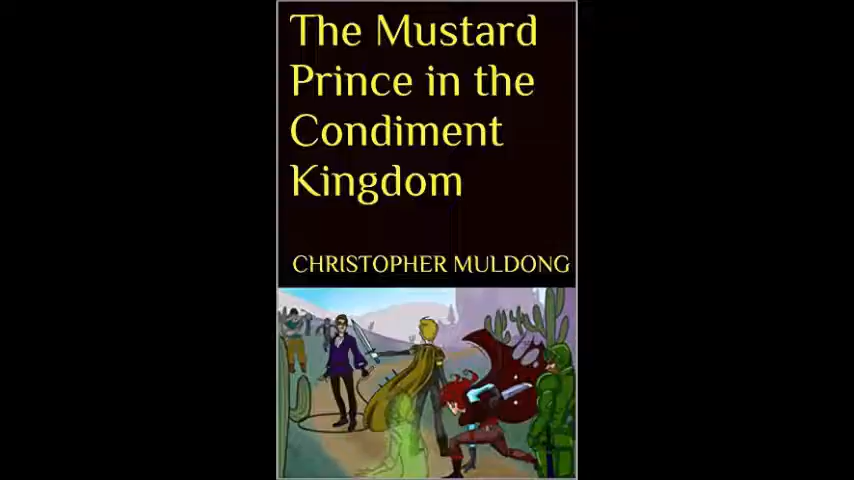 The Mustard
Prince in the
Condiment
Kingdom
CHRISTOPHER MULDONG